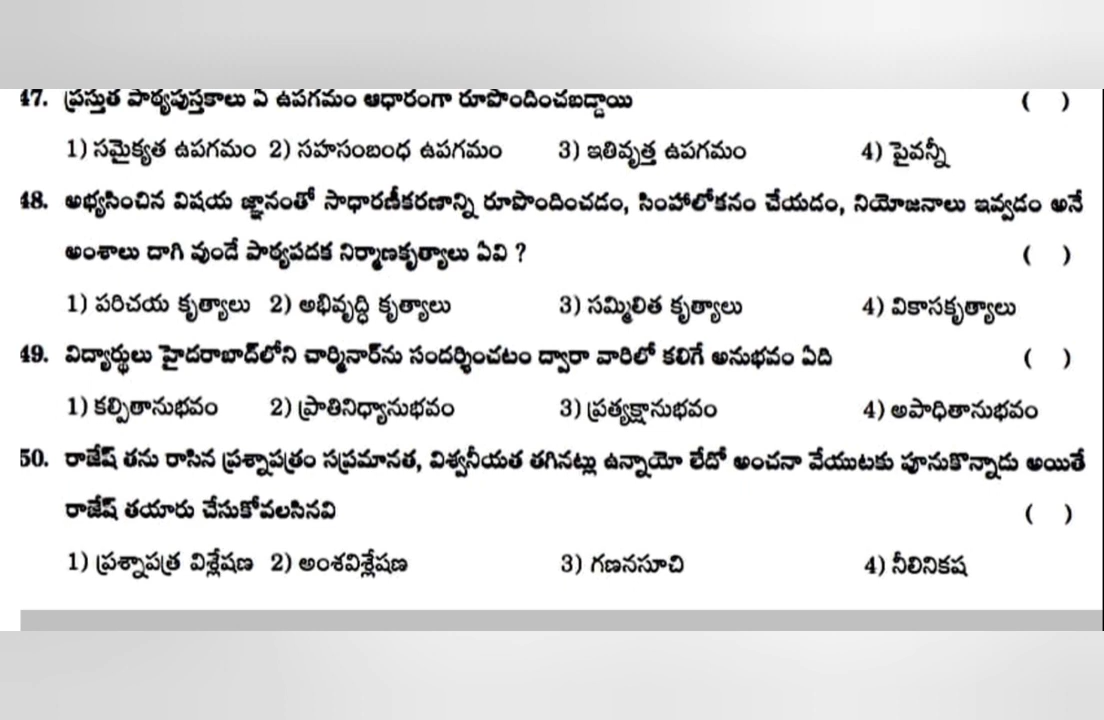 47. ప్రస్తుత పాఠ్యపుస్తకాలు ఏ ఉపగమం ఆధారంగా రూపొందించబడ్డాయి ( )
1) సమైక్యత ఉపగమం 2) సహసంబంధ ఉపగమం 3) ఇతివృత్త ఉపగమం 4) పైవన్నీ
48. అభ్యసించిన విషయ జ్ఞానంతో సాధారణీకరణాన్ని రూపొందించడం, సింహాలోకనం చేయడం, నియోజనాలు ఇవ్వడం అనే
అంశాలు దాగి వుండే పాఠ్యపదక నిర్మాణకృత్యాలు ఏవి ? ( )
1) పరిచయ కృత్యాలు 2) అభివృద్ధి కృత్యాలు 3) సమ్మిలిత కృత్యాలు 4) వికాసకృత్యాలు
49. విద్యార్థులు హైదరాబాద్‌లోని చార్మినార్‌ను సందర్శించటం ద్వారా వారిలో కలిగే అనుభవం ఏది ( )
1) కల్పితానుభవం 2) ప్రాతినిధ్యానుభవం 3) ప్రత్యక్షానుభవం 4) అపాధితానుభవం
50. రాజేష్ తను రాసిన ప్రశ్నాపత్రం సప్రమానత, విశ్వనీయత తగినట్లు ఉన్నాయో లేదో అంచనా వేయుటకు పూనుకొన్నాడు అయితే
రాజేష్ తయారు చేసుకోవలసినవి ( )
1) ప్రశ్నాపత్ర విశ్లేషణ 2) అంశవిశ్లేషణ 3) గణనసూచి 4) నీలినికష